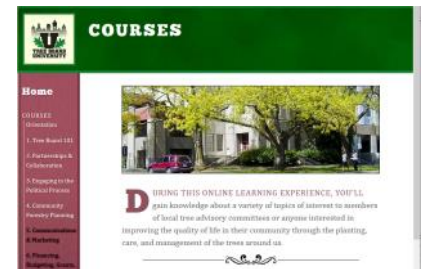 COURSES
TREE BOARD
UNIVERSITY
Home
COURSES
Orientation
1. Tree Board 101
2. Partnerships &
Collaboration
3. Engaging in the
Political Process
4. Community
Forestry Planning
5. Communications
& Marketing
6. Financing,
Budgeting, Grants
DURING THIS ONLINE LEARNING EXPERIENCE, YOU'LL
gain knowledge about a variety of topics of interest to members
of local tree advisory committees or anyone interested in
improving the quality of life in their community through the planting,
care, and management of the trees around us.